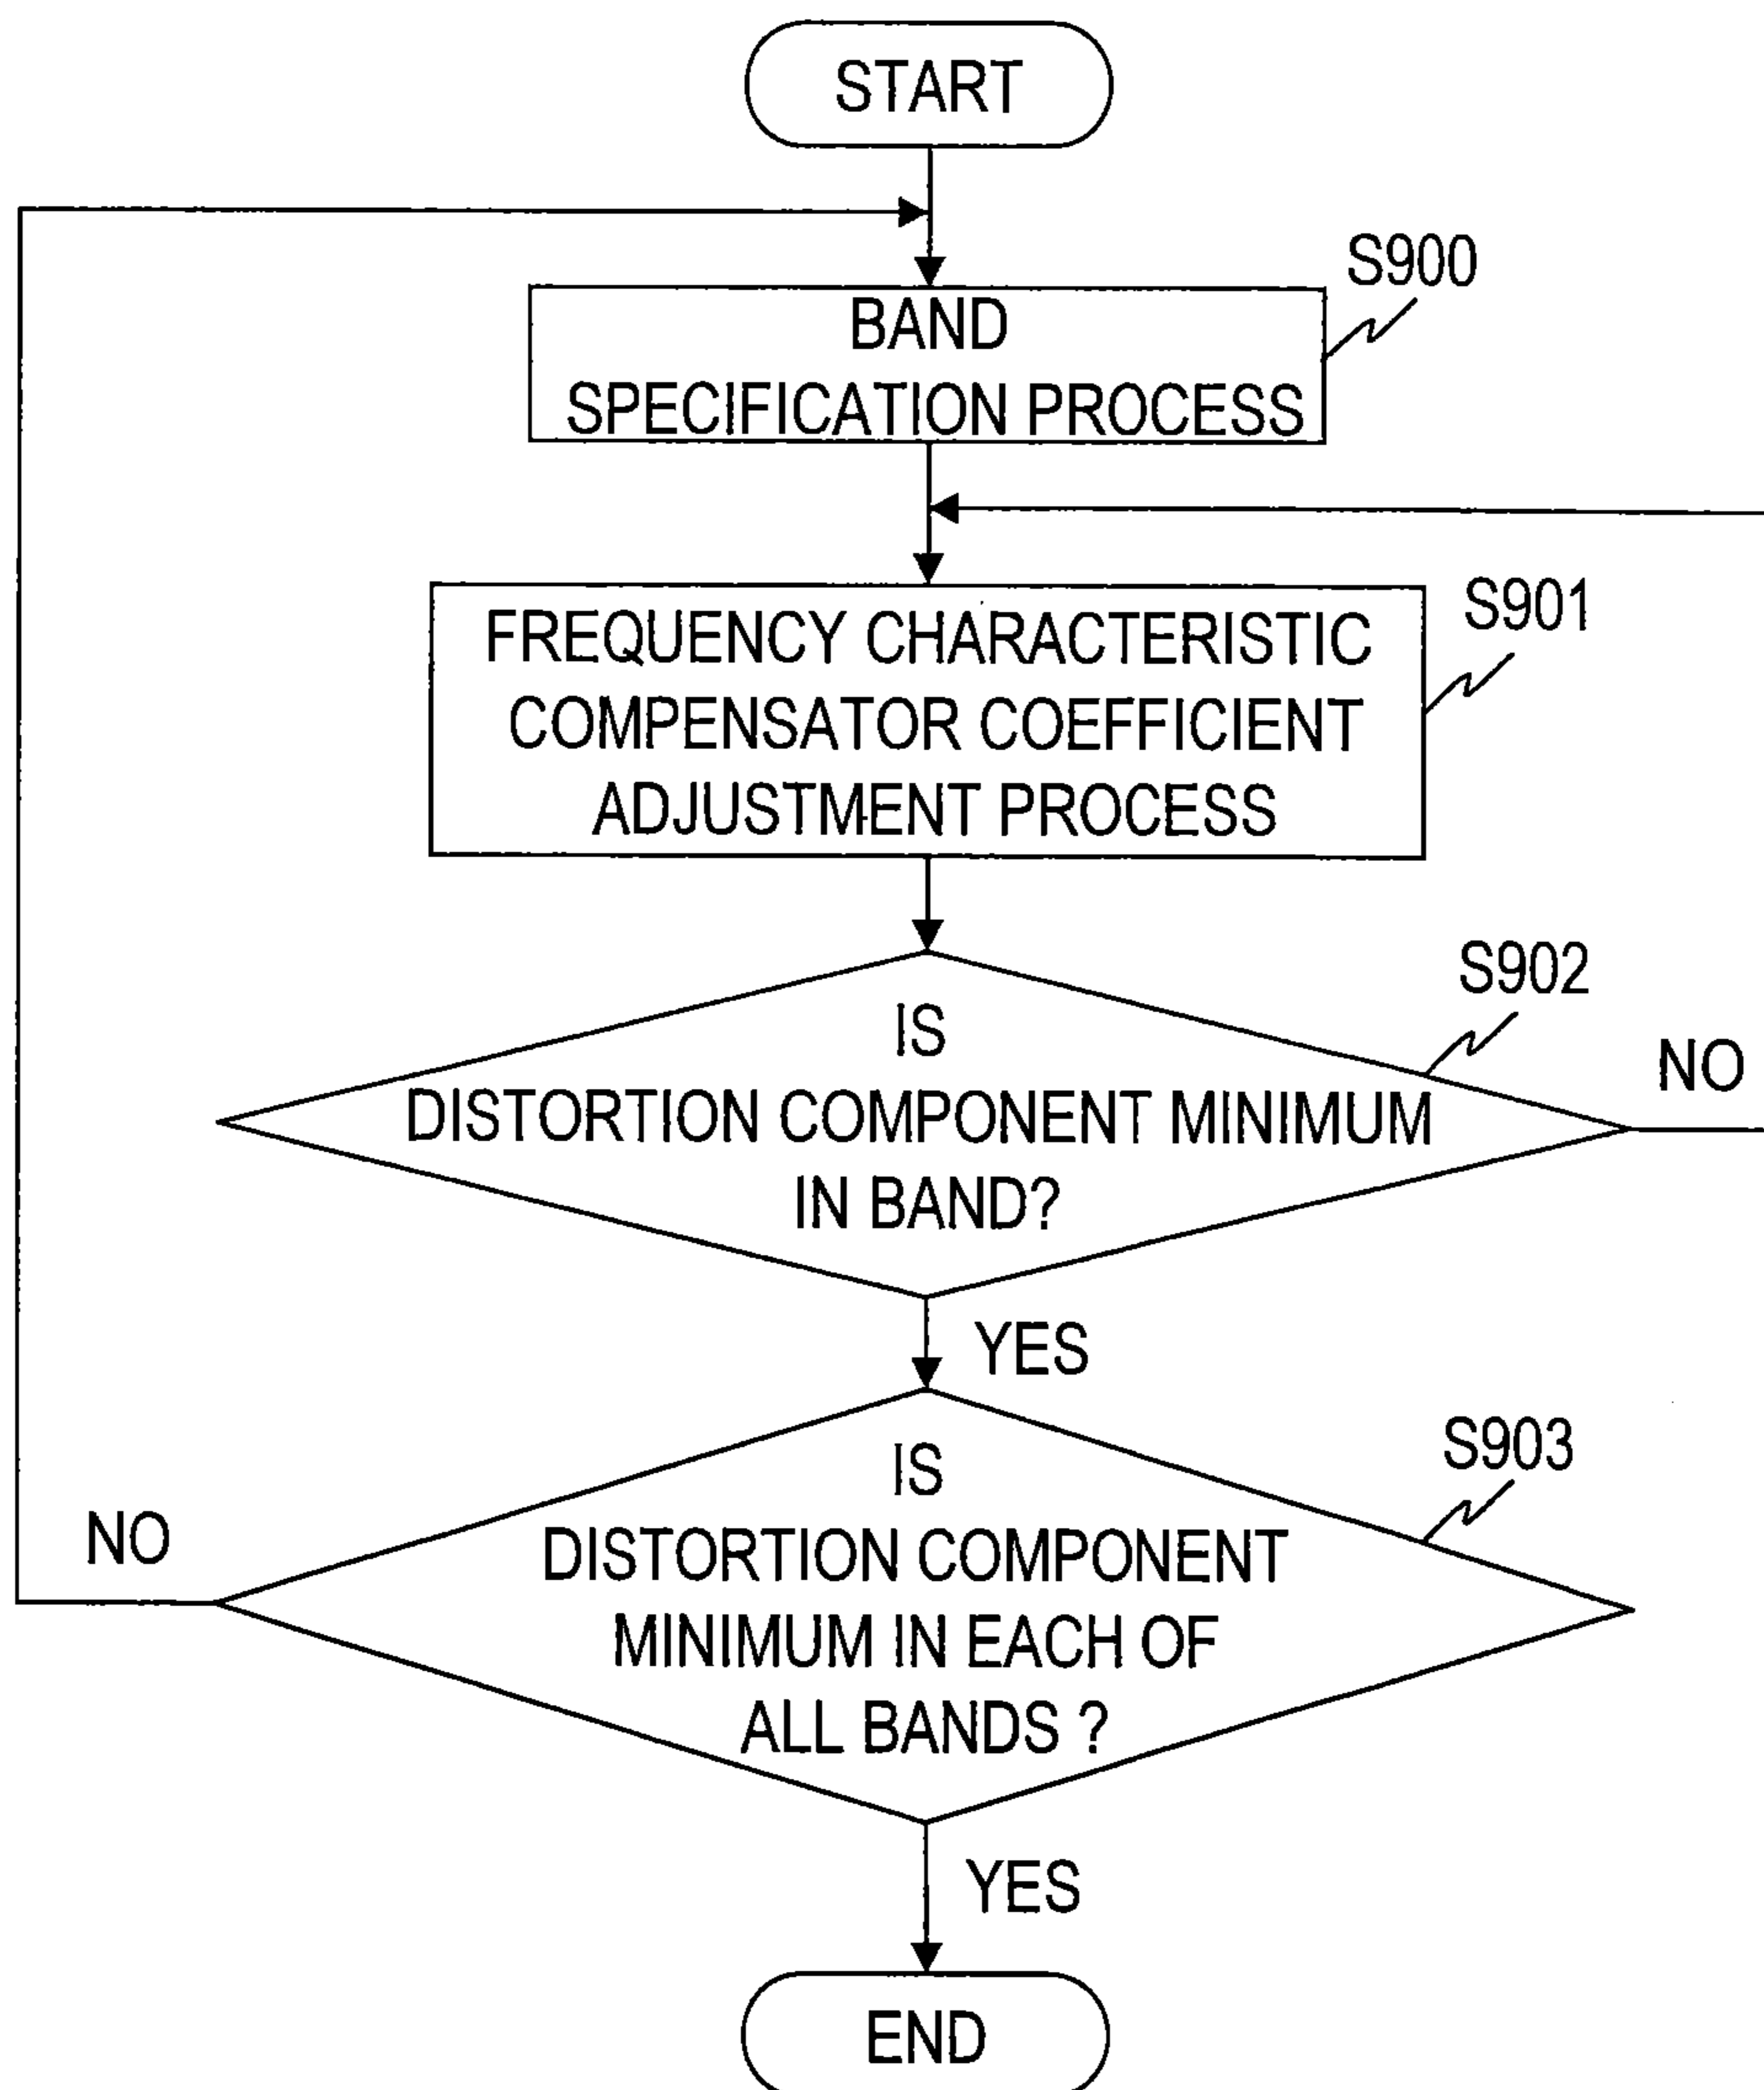 START
S900
BAND
SPECIFICATION PROCESS
S901
FREQUENCY CHARACTERISTIC
COMPENSATOR COEFFICIENT
ADJUSTMENT PROCESS
S902
IS
DISTORTION COMPONENT MINIMUM
IN BAND?
NO
YES
S903
IS
DISTORTION COMPONENT
MINIMUM IN EACH OF
ALL BANDS ?
NO
YES
END